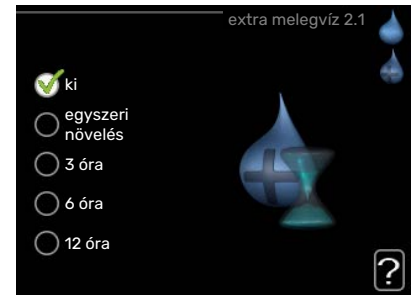 extra melegvíz 2.1
ki
egyszeri
növelés
3 óra
6 óra
12 óra
?